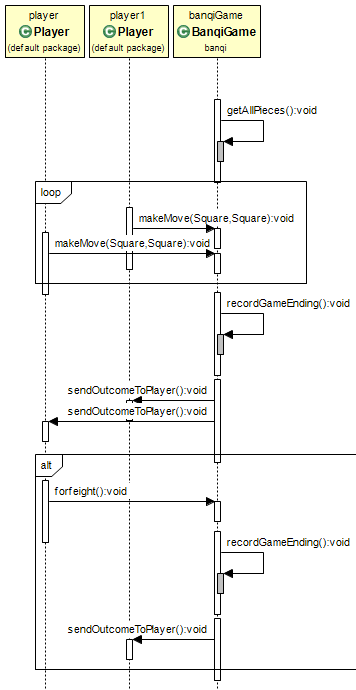 player
player1
banqiGame
C Player
C Player
C BanqiGame
(default package)
(default package)
banqi
getAllPieces():void
loop
makeMove(Square,Square):void
makeMove(Square,Square):void
recordGameEnding():void
sendOutcomeToPlayer():void
sendOutcomeToPlayer():void
alt
forfeight():void
recordGameEnding():void
sendOutcomeToPlayer():void